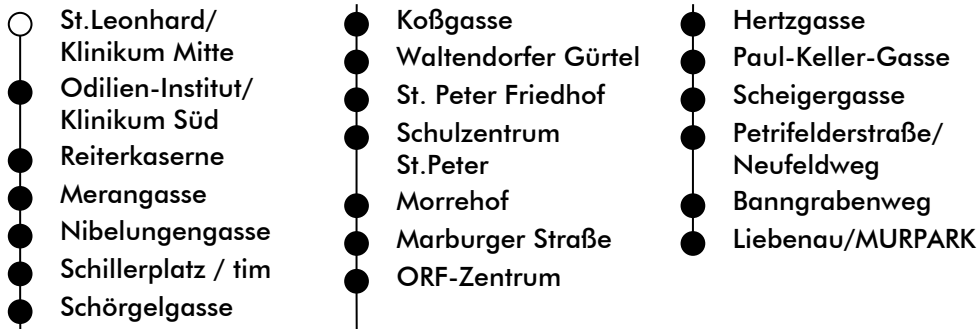 St.Leonhard/
Klinikum Mitte
Odilien-Institut/
Klinikum Süd
Reiterkaserne
Merangasse
Nibelungengasse
Schillerplatz / tim
Schörgelgasse
Koßgasse
Waltendorfer Gürtel
St. Peter Friedhof
Schulzentrum
St.Peter
Morrehof
Marburger Straße
ORF-Zentrum
Hertzgasse
Paul-Keller-Gasse
Scheigergasse
Petrifelderstraße/
Neufeldweg
Banngrabenweg
Liebenau/MURPARK